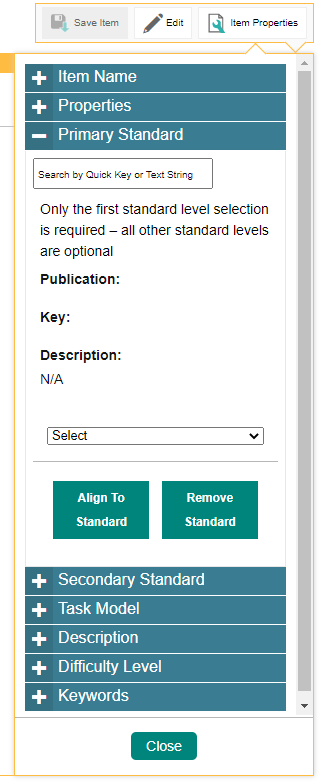 Save Item Edit Item Properties
Item Name
Properties
Primary Standard
Search by Quick Key or Text String
Only the first standard level selection
is required – all other standard levels
are optional
Publication:
Key:
Description:
N/A
Select
Align To
Standard
Remove
Standard
Secondary Standard
Task Model
Description
Difficulty Level
Keywords
Close